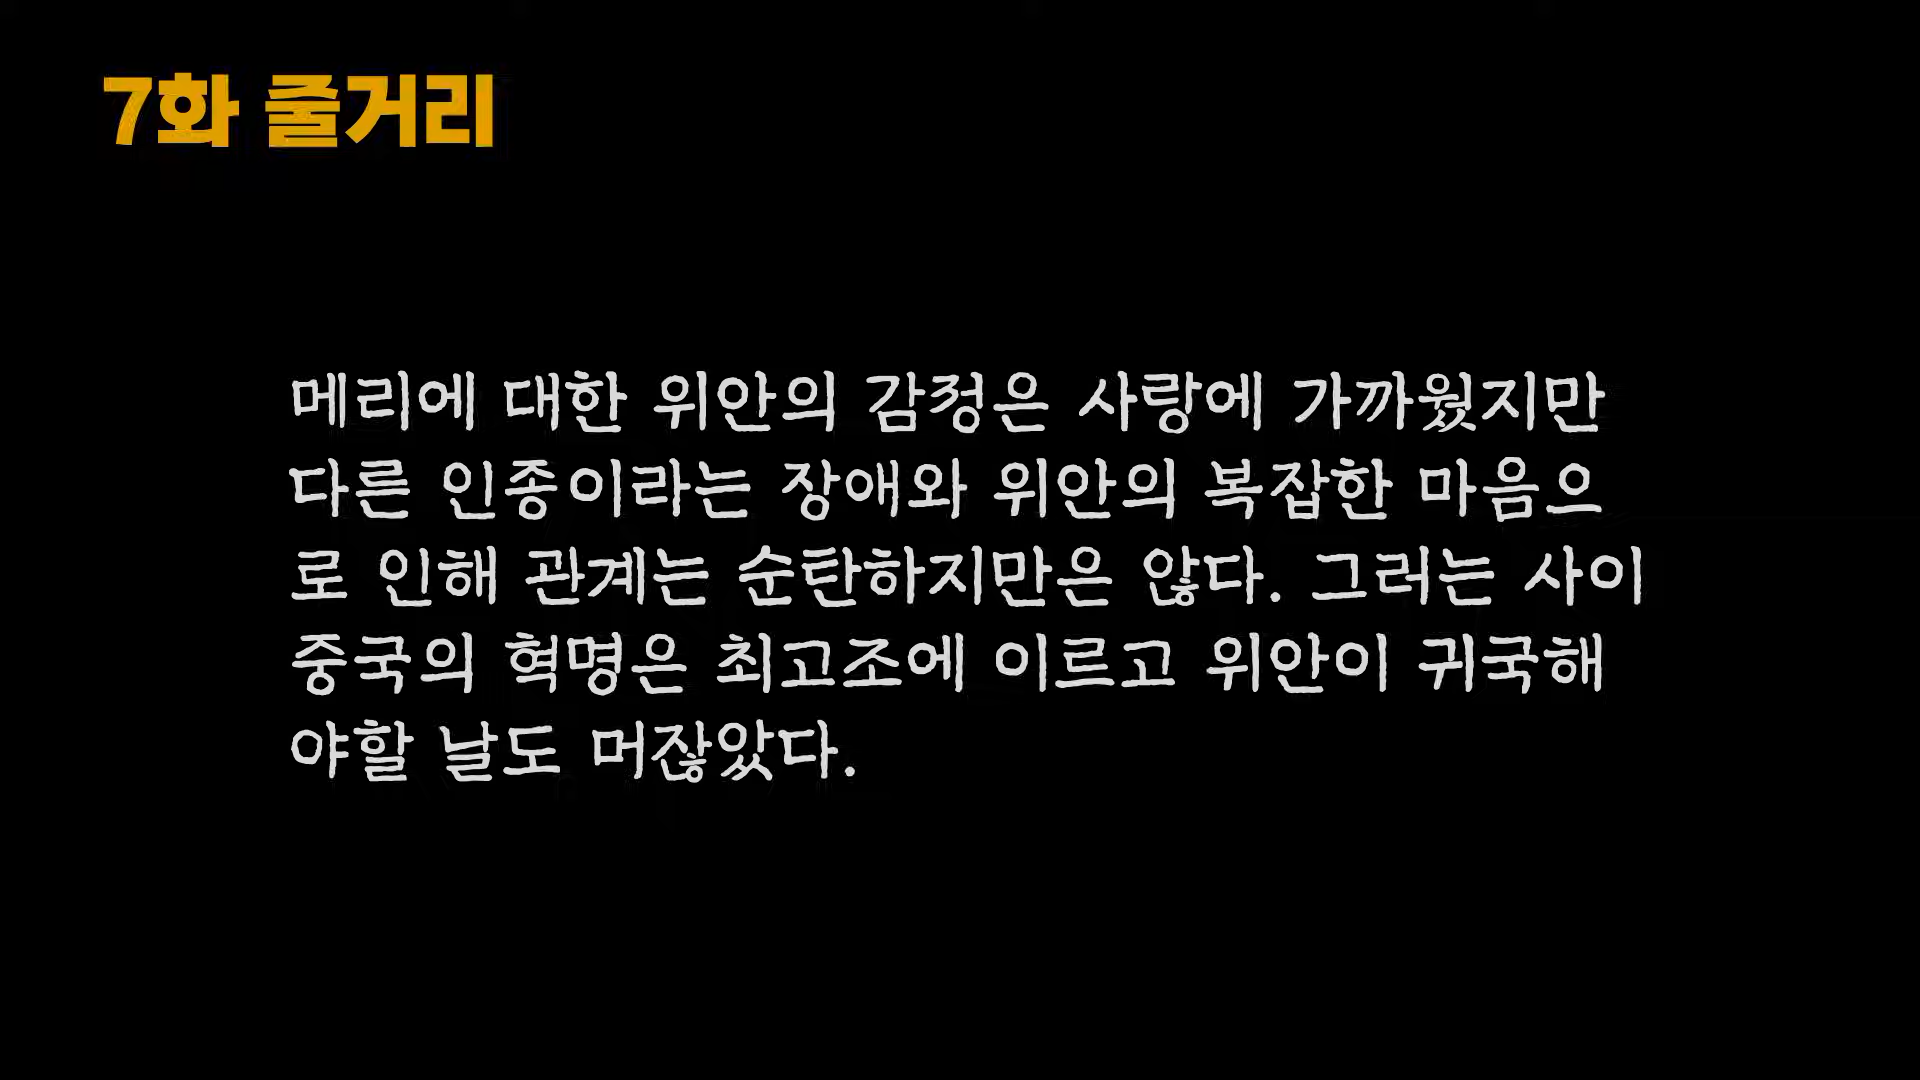 7화 줄거리
메리에 대한 위안의 감정은 사랑에 가까웠지만
다른 인종이라는 장애와 위안의 복잡한 마음으
로 인해 관계는 순탄하지만은 않다. 그러는 사이
중국의 혁명은 최고조에 이르고 위안이 귀국해
야할 날도 머잖았다.